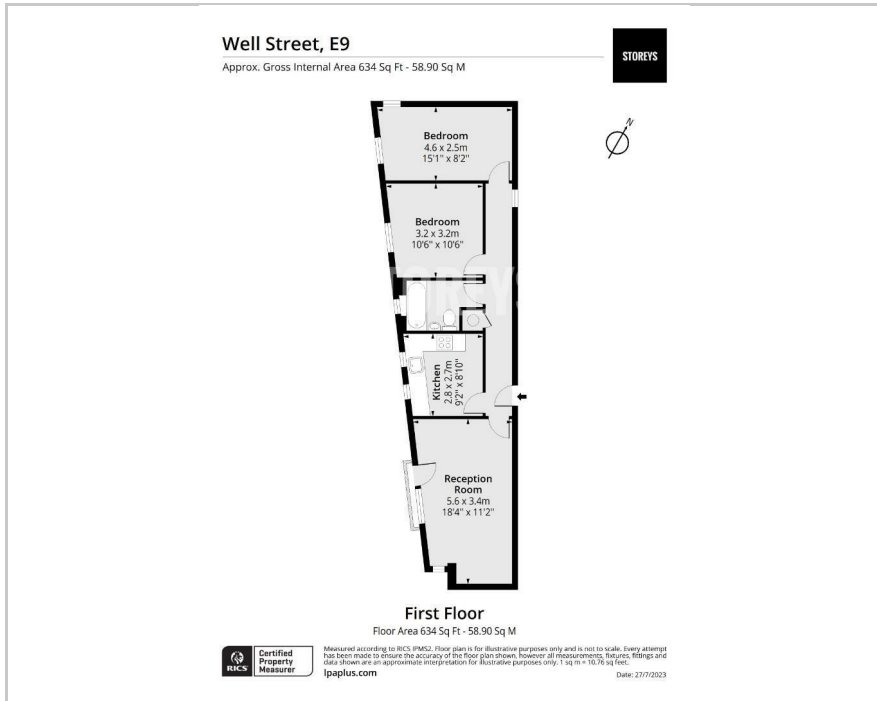 Well Street, E9
Approx. Gross Internal Area 634 Sq Ft - 58.90 Sq M
STOREYS
N
Bedroom
4.6 x 2.5m
15'1" x 8'2"
Bedroom
3.2 x 3.2m
10'6" x 10'6"
STOREYS
Kitchen
2.8 x 2.7m
9'2" x 8'10"
Reception
Room
5.6 x 3.4m
18'4" x 11'2"
First Floor
Floor Area 634 Sq Ft - 58.90 Sq M
RICS
Certified
Property
Measurer
Measured according to RICS IPMS2. Floor plan is for illustrative purposes only and is not to scale. Every attempt
has been made to ensure the accuracy of the floor plan shown, however all measurements, fixtures, fittings and
data shown are an approximate interpretation for illustrative purposes only. 1 sq m = 10.76 sq feet.
lpaplus.com
Date: 27/7/2023